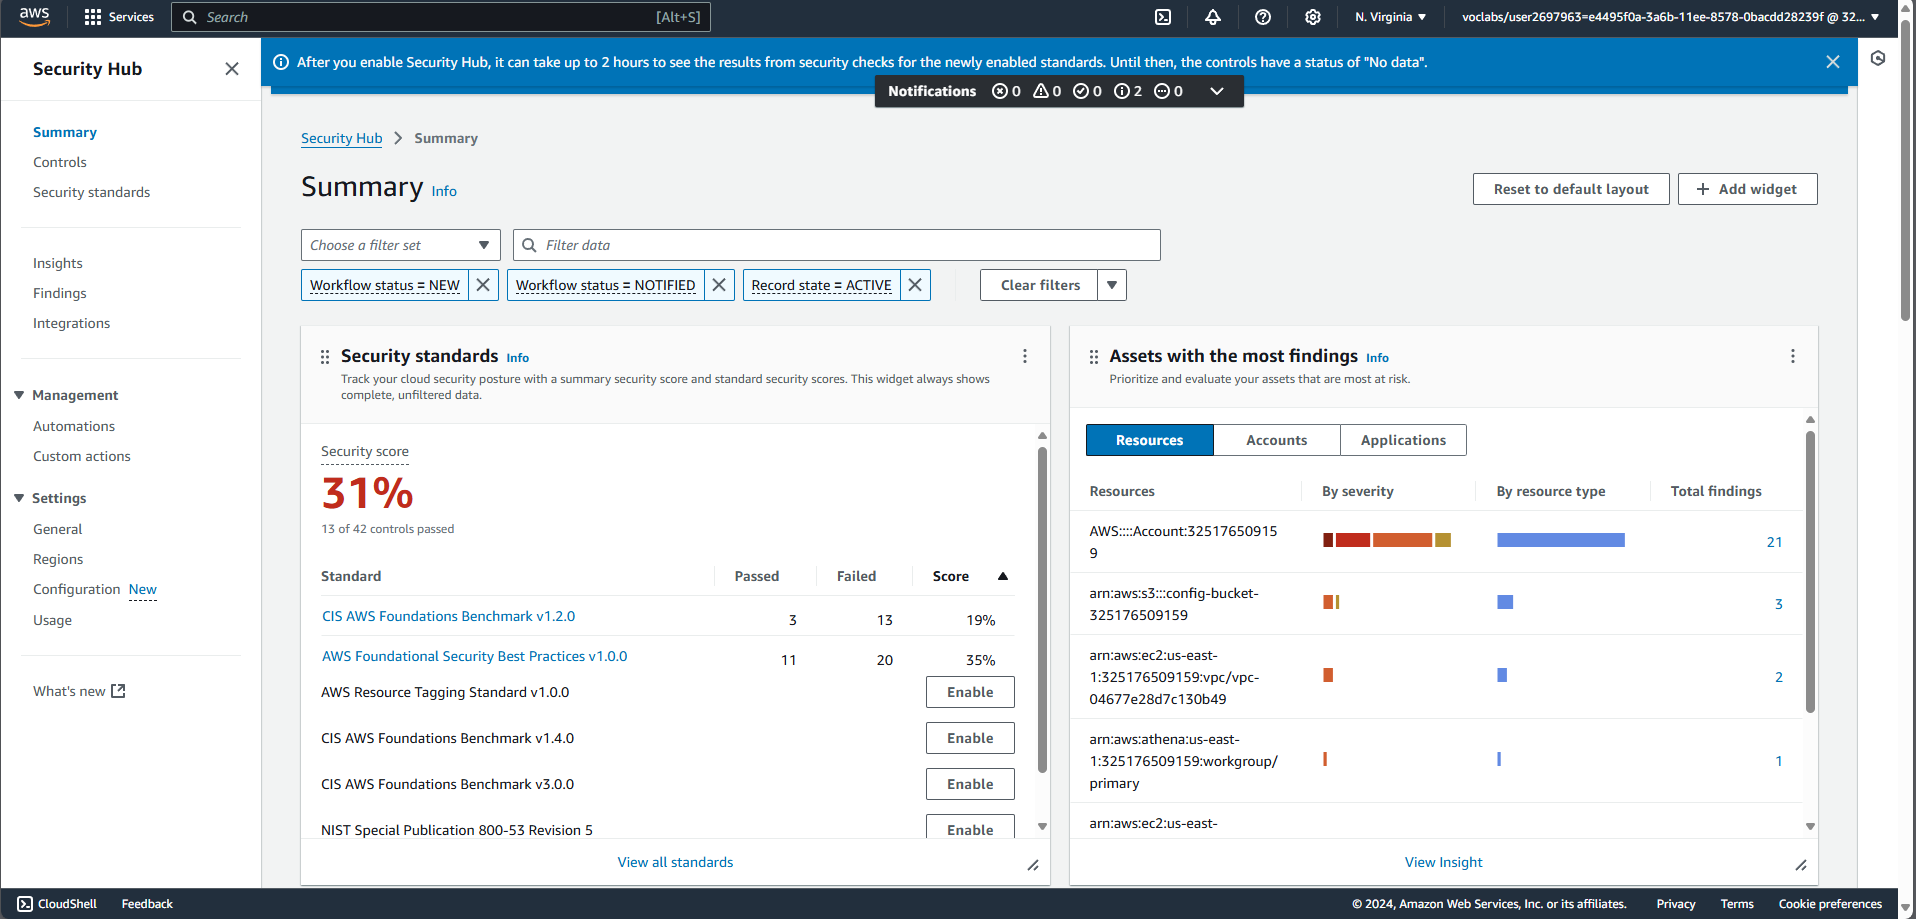 aws
Services
Search
[Alt+S]
N. Virginia
voclabs/user2697963=e4495f0a-3a6b-11ee-8578-0bacdd28239f @ 32...
Security Hub
After you enable Security Hub, it can take up to 2 hours to see the results from security checks for the newly enabled standards. Until then, the controls have a status of "No data".
Notifications 0 0 0 2 0
Summary
Controls
Security standards
Insights
Findings
Integrations
Management
Automations
Custom actions
Settings
General
Regions
Configuration New
Usage
What's new
Security Hub Summary
Summary Info
Reset to default layout
Add widget
Choose a filter set
Filter data
Workflow status = NEW
Workflow status = NOTIFIED
Record state = ACTIVE
Clear filters
Security standards Info
Track your cloud security posture with a summary security score and standard security scores. This widget always shows
complete, unfiltered data.
Security score
31%
13 of 42 controls passed
Standard Passed Failed Score
CIS AWS Foundations Benchmark v1.2.0 3 13 19%
AWS Foundational Security Best Practices v1.0.0 11 20 35%
AWS Resource Tagging Standard v1.0.0 Enable
CIS AWS Foundations Benchmark v1.4.0 Enable
CIS AWS Foundations Benchmark v3.0.0 Enable
NIST Special Publication 800-53 Revision 5 Enable
View all standards
Assets with the most findings Info
Prioritize and evaluate your assets that are most at risk.
Resources Accounts Applications
Resources By severity By resource type Total findings
AWS::::Account:32517650915
9
21
arn:aws:s3:::config-bucket-
325176509159
3
arn:aws:ec2:us-east-
1:325176509159:vpc/vpc-
04677e28d7c130b49
2
arn:aws:athena:us-east-
1:325176509159:workgroup/
primary
1
arn:aws:ec2:us-east-
View Insight
CloudShell
Feedback
© 2024, Amazon Web Services, Inc. or its affiliates.
Privacy
Terms
Cookie preferences